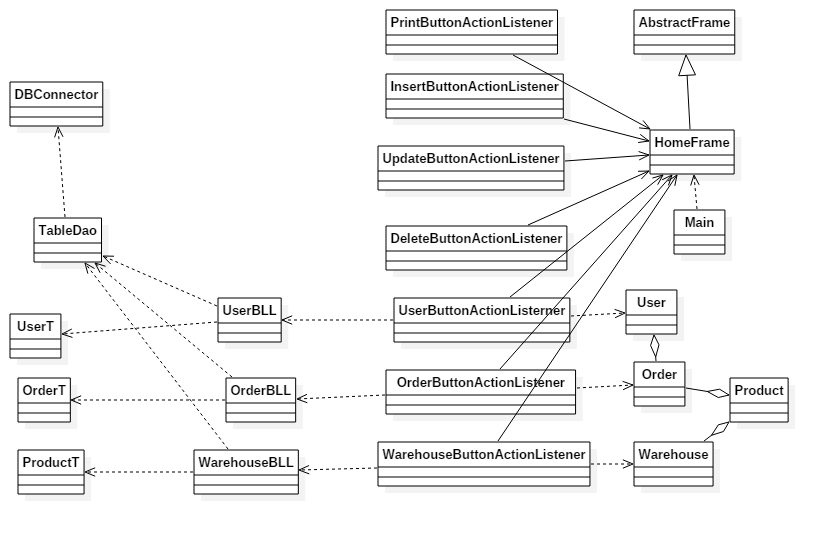 PrintButtonActionListener
AbstractFrame
InsertButtonActionListener
DBConnector
HomeFrame
UpdateButtonActionListener
Main
TableDao
DeleteButtonActionListener
User
UserBLL
UserButtonActionListerner
UserT
Order
OrderT
OrderBLL
OrderButtonActionListener
Product
ProductT
WarehouseBLL
WarehouseButtonActionListener
Warehouse